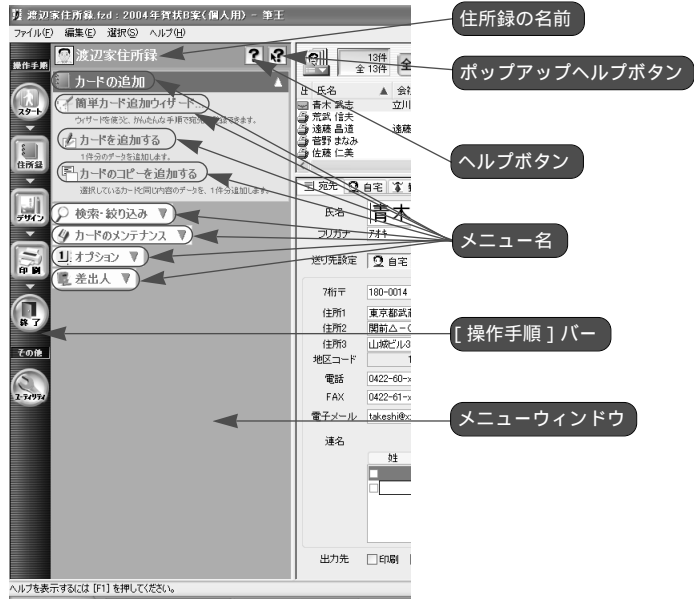 渡辺家住所録.fzd : 2004年賀状B案(個人用) - 筆王
ファイル(F) 編集(E) 選択(S) ヘルプ(H)
操作手順
スタート
住所録
デザイン
印刷
終了
その他
ユーティリティ
渡辺家住所録
カードの追加
簡単カード追加ウィザード...
カードを追加する
1件分のデータを追加します。
カードのコピーを追加する
選択しているカードと同じ内容のデータを、1件分追加します。
検索・絞り込み ▼
カードのメンテナンス ▼
オプション ▼
差出人 ▼
13件
全 13件
全
氏名 ▲ 会社
青木 武志 立川
荒武 信夫
遠藤 昌道 遠藤
菅野 まなみ
佐藤 仁美
宛先 自宅
氏名 青木
フリガナ アオキ
送り先設定 自宅
7桁〒 180-0014
住所1 東京都武蔵
住所2 関前△-○
住所3 山城ビル3
地区コード 1
電話 0422-60-×
FAX 0422-61-×
電子メール takeshi@x
連名
姓
出力先 印刷
ヘルプを表示するには [F1] を押してください。
住所録の名前
ポップアップヘルプボタン
ヘルプボタン
メニュー名
[ 操作手順 ] バー
メニューウィンドウ